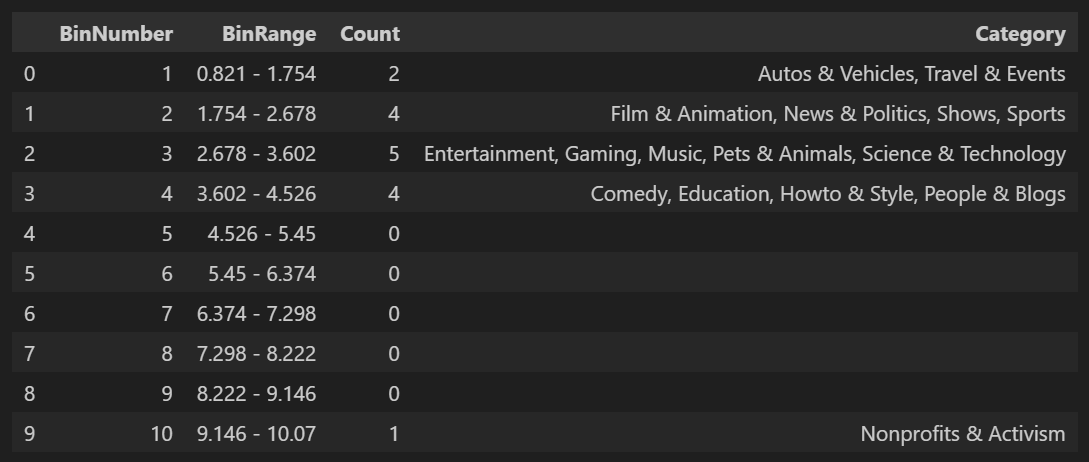 BinNumber BinRange Count Category
0 1 0.821 - 1.754 2 Autos & Vehicles, Travel & Events
1 2 1.754 - 2.678 4 Film & Animation, News & Politics, Shows, Sports
2 3 2.678 - 3.602 5 Entertainment, Gaming, Music, Pets & Animals, Science & Technology
3 4 3.602 - 4.526 4 Comedy, Education, Howto & Style, People & Blogs
4 5 4.526 - 5.45 0
5 6 5.45 - 6.374 0
6 7 6.374 - 7.298 0
7 8 7.298 - 8.222 0
8 9 8.222 - 9.146 0
9 10 9.146 - 10.07 1 Nonprofits & Activism